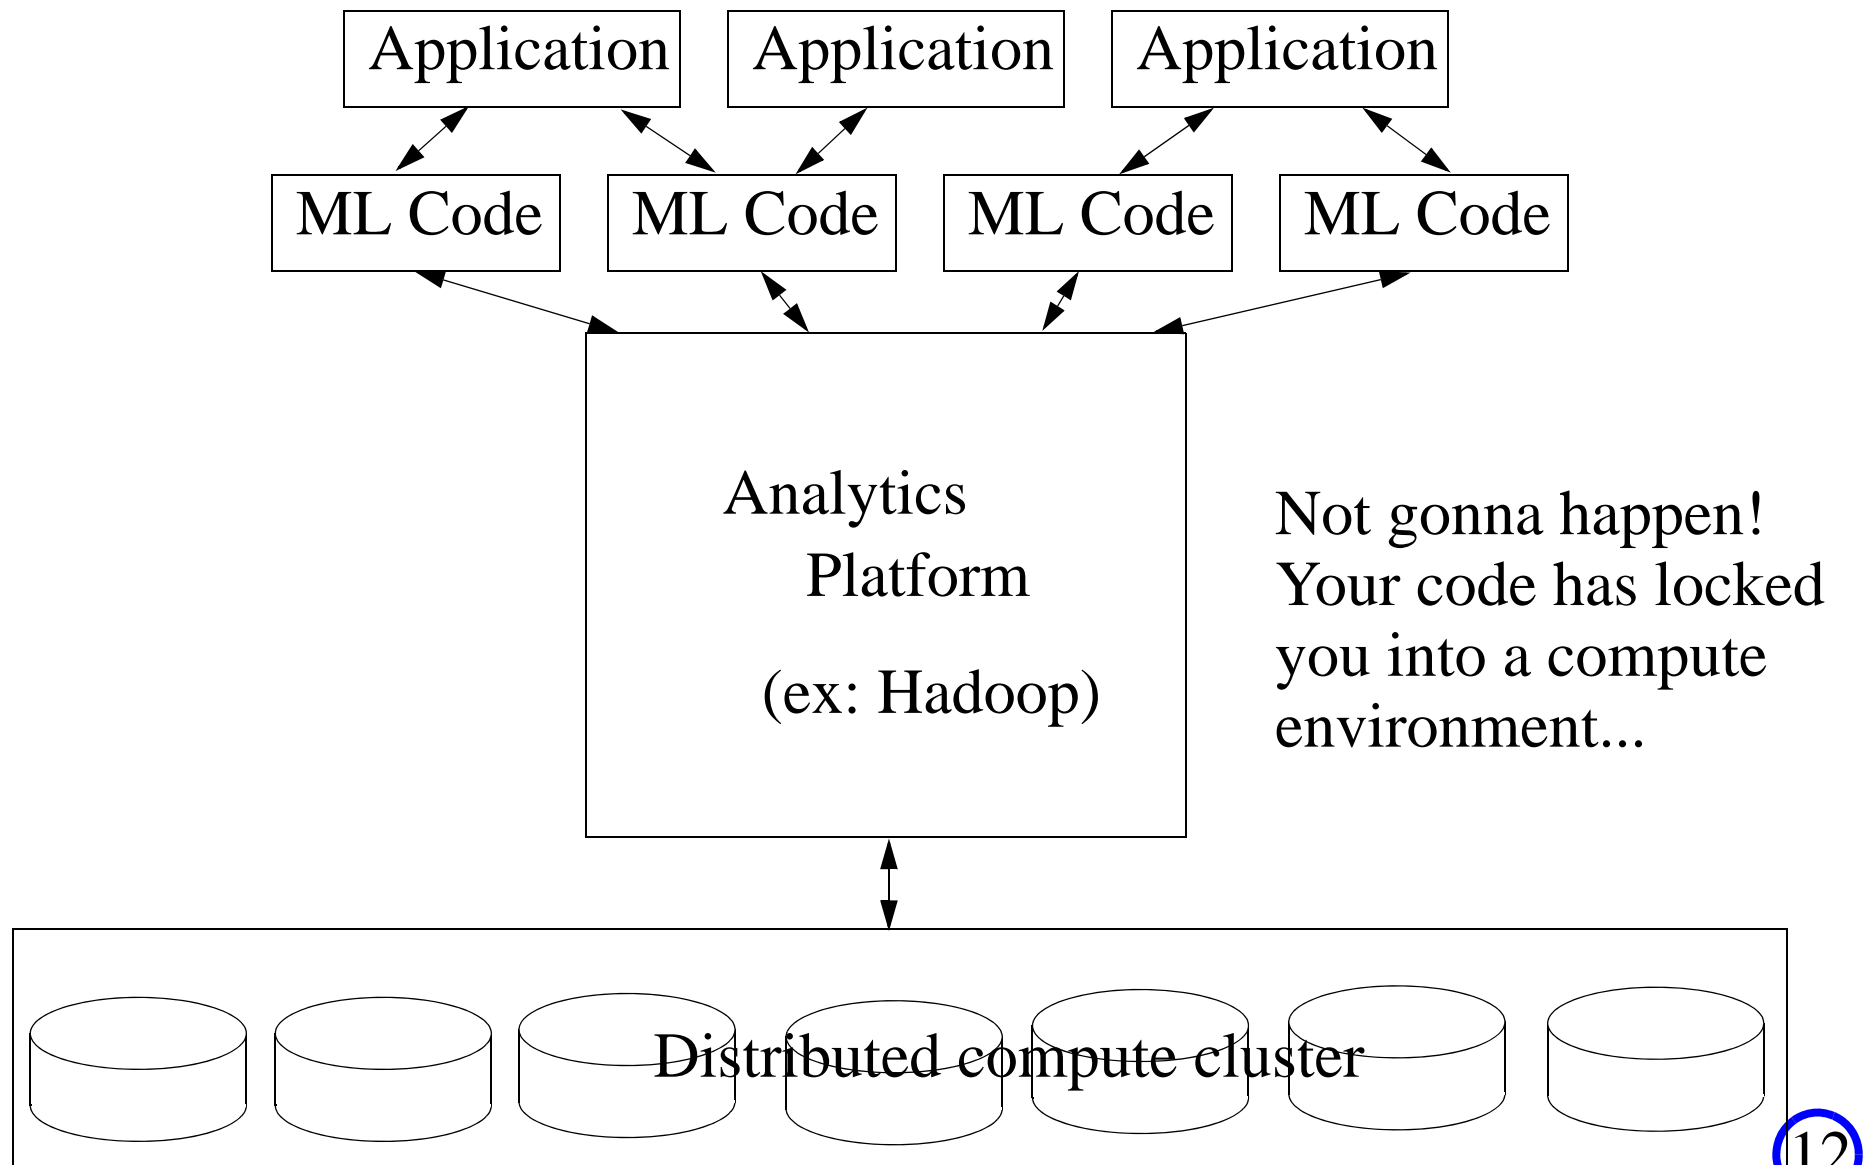 Application
Application
Application
ML Code
ML Code
ML Code
ML Code
Analytics
Platform
(ex: Hadoop)
Not gonna happen!
Your code has locked
you into a compute
environment...
Distributed compute cluster
12